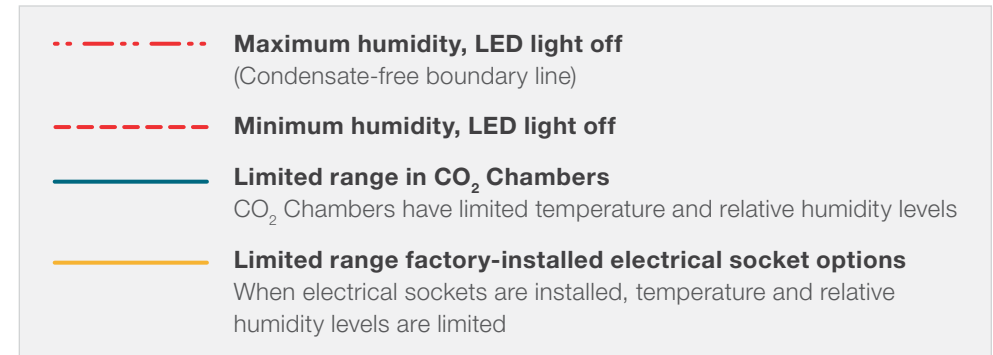 Maximum humidity, LED light off
(Condensate-free boundary line)
Minimum humidity, LED light off
Limited range in CO₂ Chambers
CO₂ Chambers have limited temperature and relative humidity levels
Limited range factory-installed electrical socket options
When electrical sockets are installed, temperature and relative
humidity levels are limited